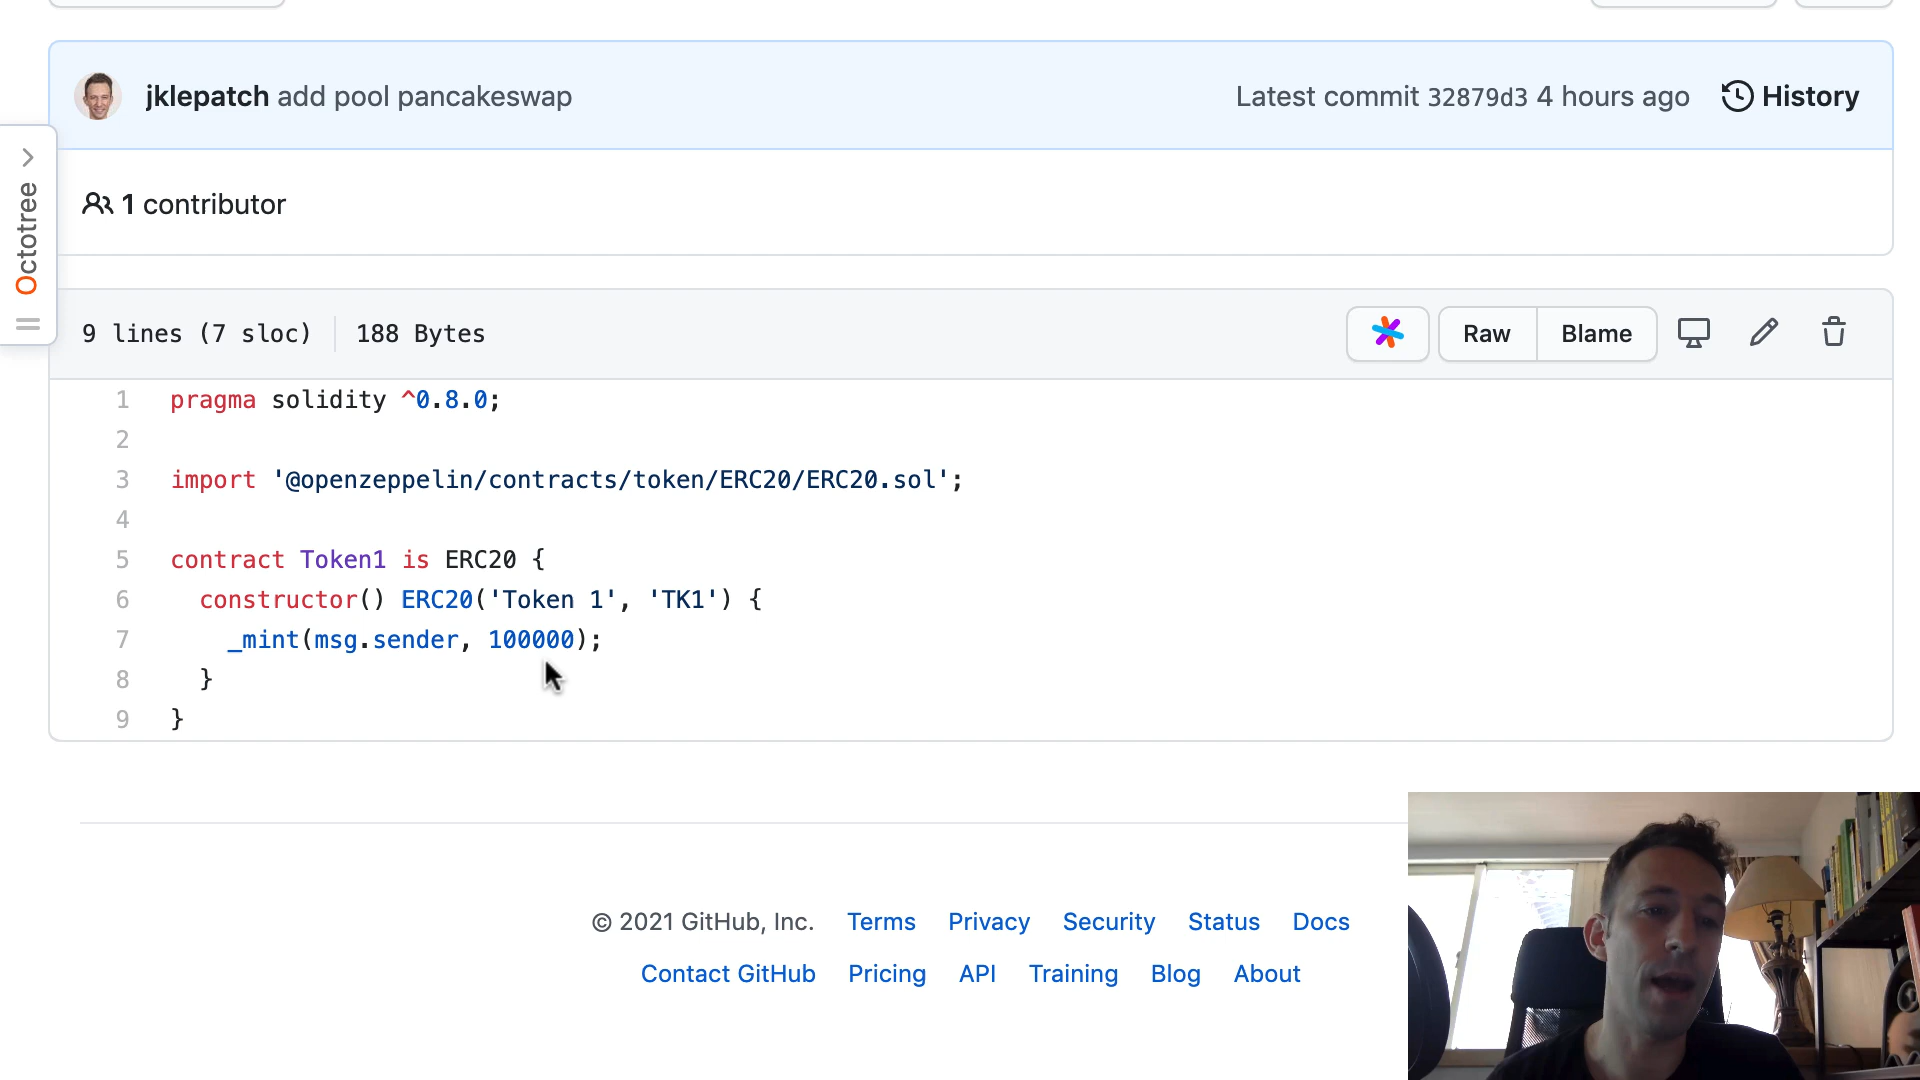 jklepatch add pool pancakeswap
Latest commit 32879d3 4 hours ago
History
Octotree
1 contributor
9 lines (7 sloc)
188 Bytes
Raw
Blame
1 pragma solidity ^0.8.0;
2
3 import '@openzeppelin/contracts/token/ERC20/ERC20.sol';
4
5 contract Token1 is ERC20 {
6 constructor() ERC20('Token 1', 'TK1') {
7 _mint(msg.sender, 100000);
8 }
9 }
© 2021 GitHub, Inc. Terms Privacy Security Status Docs
Contact GitHub Pricing API Training Blog About